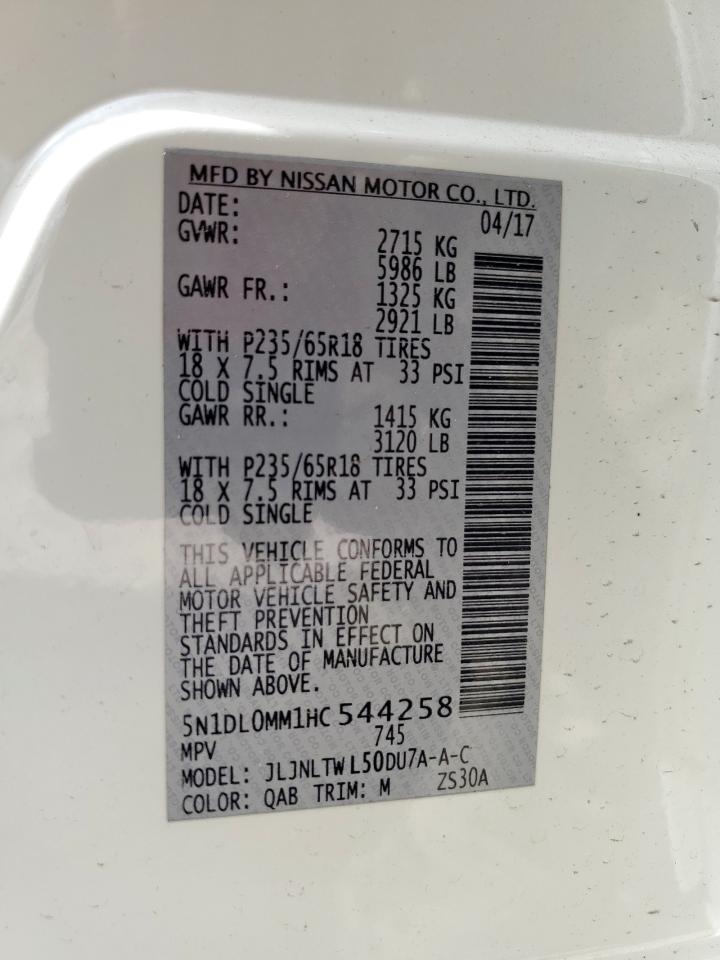 MFD BY NISSAN MOTOR CO., LTD.
DATE: 04/17
GVWR: 2715 KG
5986 LB
GAWR FR.: 1325 KG
2921 LB
WITH P235/65R18 TIRES
18 X 7.5 RIMS AT 33 PSI
COLD SINGLE
GAWR RR.: 1415 KG
3120 LB
WITH P235/65R18 TIRES
18 X 7.5 RIMS AT 33 PSI
COLD SINGLE
THIS VEHICLE CONFORMS TO
ALL APPLICABLE FEDERAL
MOTOR VEHICLE SAFETY AND
THEFT PREVENTION
STANDARDS IN EFFECT ON
THE DATE OF MANUFACTURE
SHOWN ABOVE.
5N1DL0MM1HC544258
MPV 745
MODEL: JLJNLTWL50DU7A-A-C
COLOR: QAB TRIM: M ZS30A